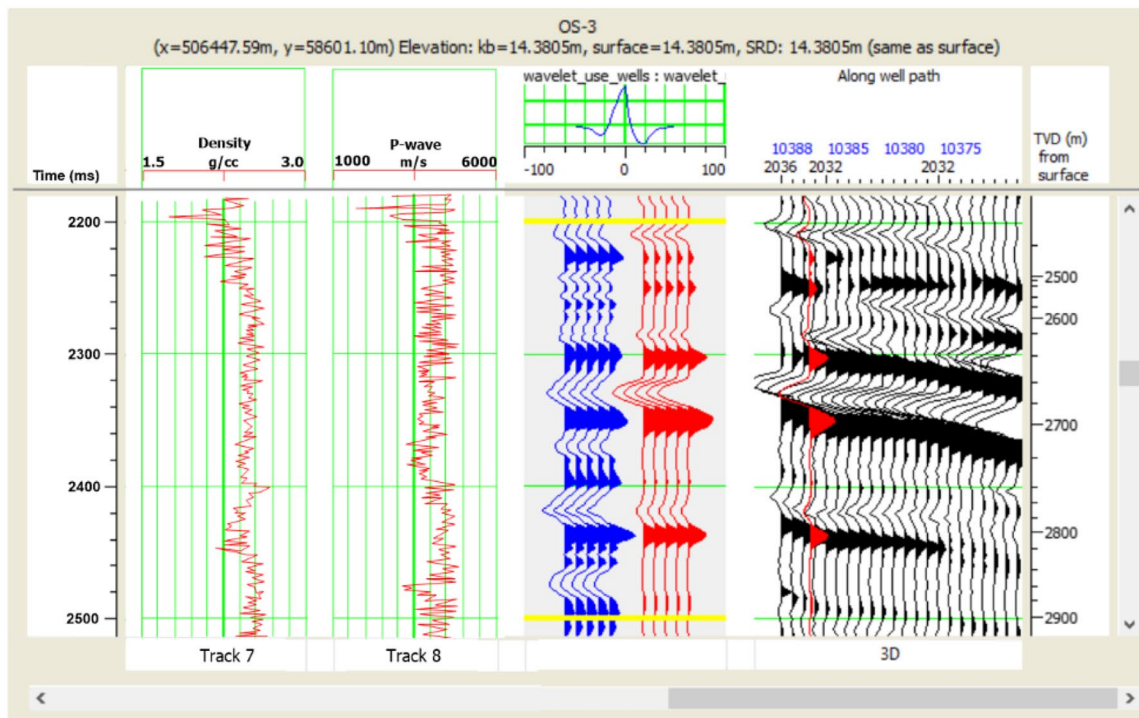 OS-3
(x=506447.59m, y=58601.10m) Elevation: kb=14.3805m, surface=14.3805m, SRD: 14.3805m (same as surface)
wavelet_use_wells : wavelet_
Along well path
Density
g/cc
1.5 3.0
P-wave
m/s
1000 6000
-100 0 100
10388 10385 10380 10375
2036 2032 2032
TVD (m)
from
surface
Time (ms)
2200
2300
2400
2500
2500
2600
2700
2800
2900
Track 7
Track 8
3D